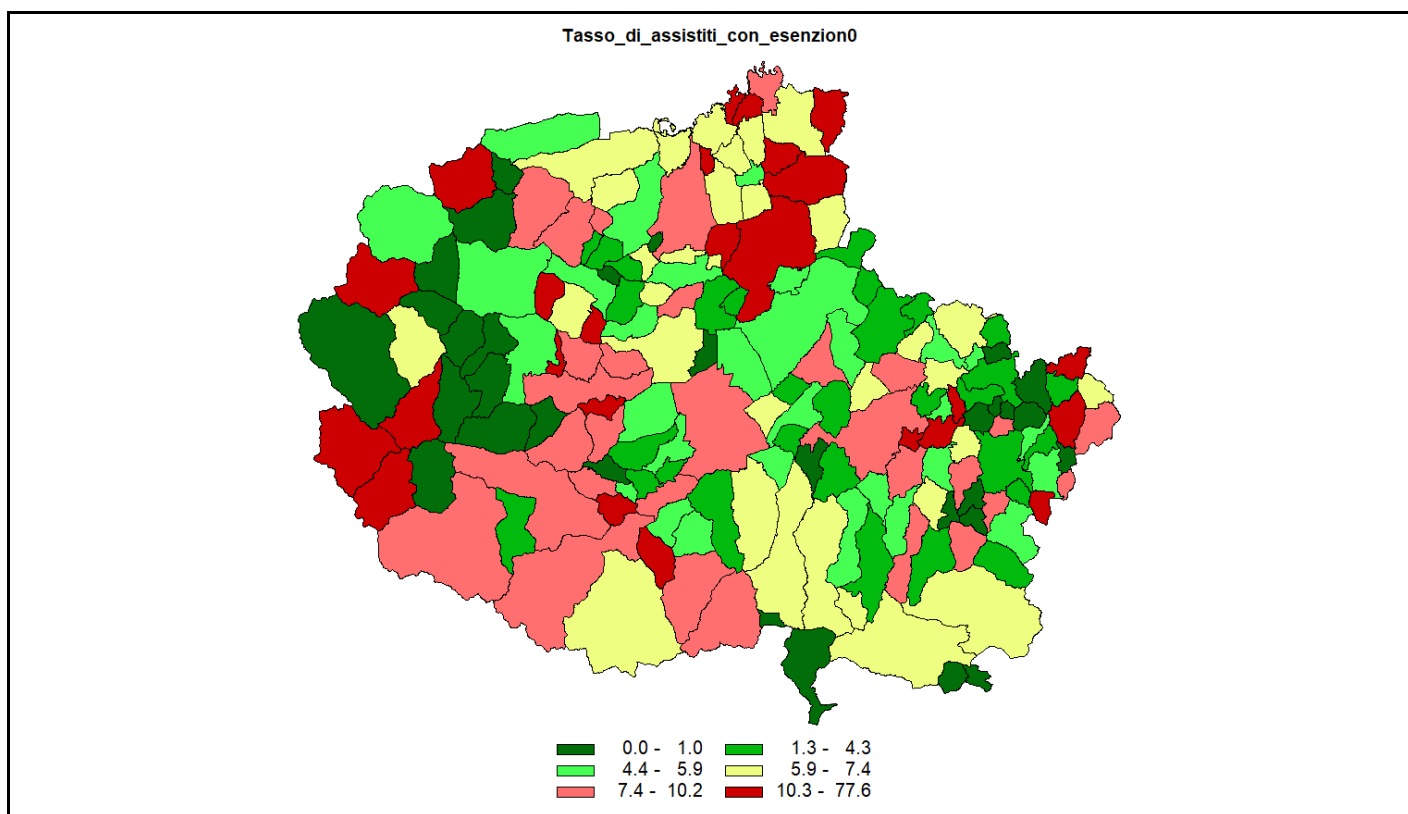 Tasso_di_assistiti_con_esenzion0
0.0 - 1.0 1.3 - 4.3
4.4 - 5.9 5.9 - 7.4
7.4 - 10.2 10.3 - 77.6